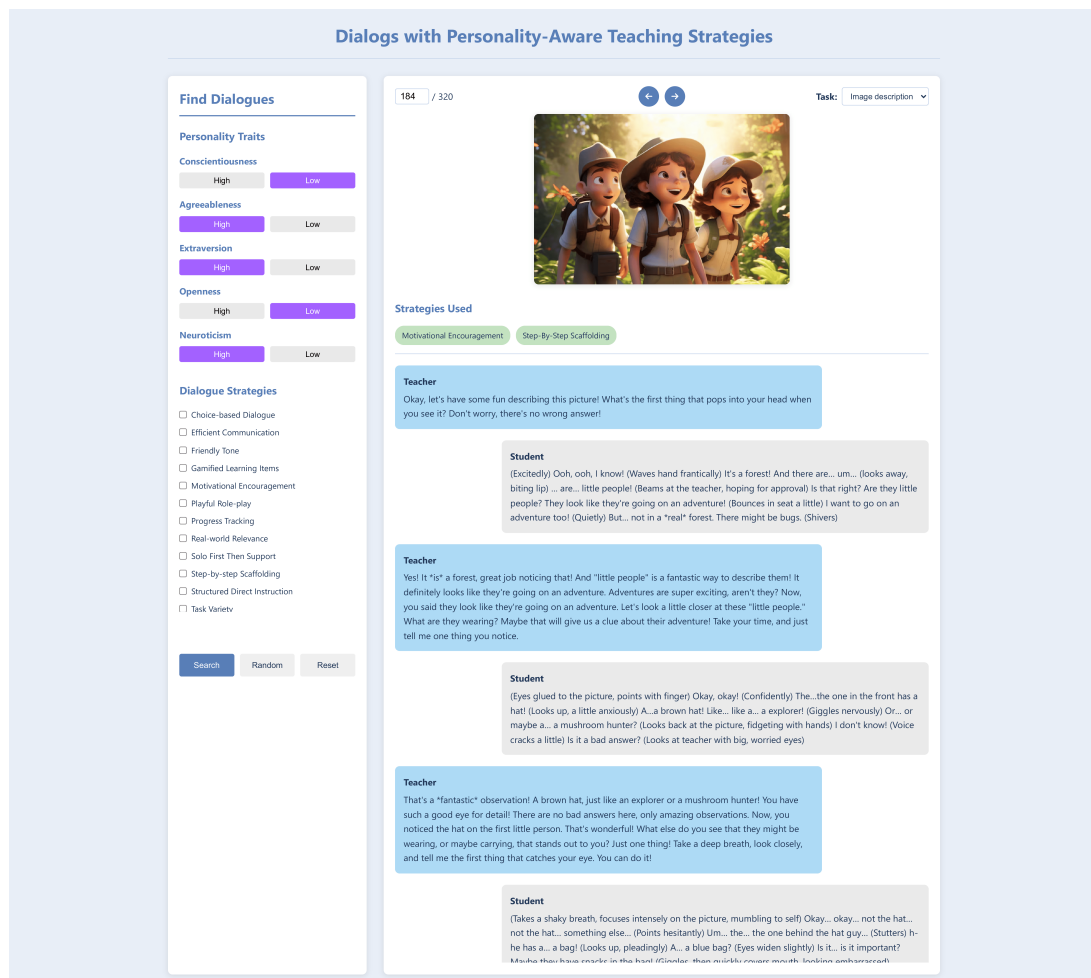 Dialogs with Personality-Aware Teaching Strategies
Find Dialogues
Personality Traits
Conscientiousness
High
Low
Agreeableness
High
Low
Extraversion
High
Low
Openness
High
Low
Neuroticism
High
Low
Dialogue Strategies
Choice-based Dialogue
Efficient Communication
Friendly Tone
Gamified Learning Items
Motivational Encouragement
Playful Role-play
Progress Tracking
Real-world Relevance
Solo First Then Support
Step-by-step Scaffolding
Structured Direct Instruction
Task Variety
Search
Random
Reset
184 / 320
Task: Image description
Strategies Used
Motivational Encouragement
Step-By-Step Scaffolding
Teacher
Okay, let's have some fun describing this picture! What's the first thing that pops into your head when
you see it? Don't worry, there's no wrong answer!
Student
(Excitedly) Ooh, ooh, I know! (Waves hand frantically) It's a forest! And there are... um... (looks away,
biting lip) ... are... little people! (Beams at the teacher, hoping for approval) Is that right? Are they little
people? They look like they're going on an adventure! (Bounces in seat a little) I want to go on an
adventure too! (Quietly) But... not in a *real* forest. There might be bugs. (Shivers)
Teacher
Yes! It *is* a forest, great job noticing that! And "little people" is a fantastic way to describe them! It
definitely looks like they're going on an adventure. Adventures are super exciting, aren't they? Now,
you said they look like they're going on an adventure. Let's look a little closer at these "little people."
What are they wearing? Maybe that will give us a clue about their adventure! Take your time, and just
tell me one thing you notice.
Student
(Eyes glued to the picture, points with finger) Okay, okay! (Confidently) The...the one in the front has a
hat! (Looks up, a little anxiously) A...a brown hat! Like... like a... a explorer! (Giggles nervously) Or... or
maybe a... a mushroom hunter? (Looks back at the picture, fidgeting with hands) I don't know! (Voice
cracks a little) Is it a bad answer? (Looks at teacher with big, worried eyes)
Teacher
That's a *fantastic* observation! A brown hat, just like an explorer or a mushroom hunter! You have
such a good eye for detail! There are no bad answers here, only amazing observations. Now, you
noticed the hat on the first little person. That's wonderful! What else do you see that they might be
wearing, or maybe carrying, that stands out to you? Just one thing! Take a deep breath, look closely,
and tell me the first thing that catches your eye. You can do it!
Student
(Takes a shaky breath, focuses intensely on the picture, mumbling to self) Okay... okay... not the hat...
not the hat... something else... (Points hesitantly) Um... the... the one behind the hat guy... (Stutters) h-
he has a... a bag! (Looks up, pleadingly) A... a blue bag? (Eyes widen slightly) Is it... is it important?
Maybe they have snacks in the bag! (Giggles, then quickly covers mouth, looking embarrassed)